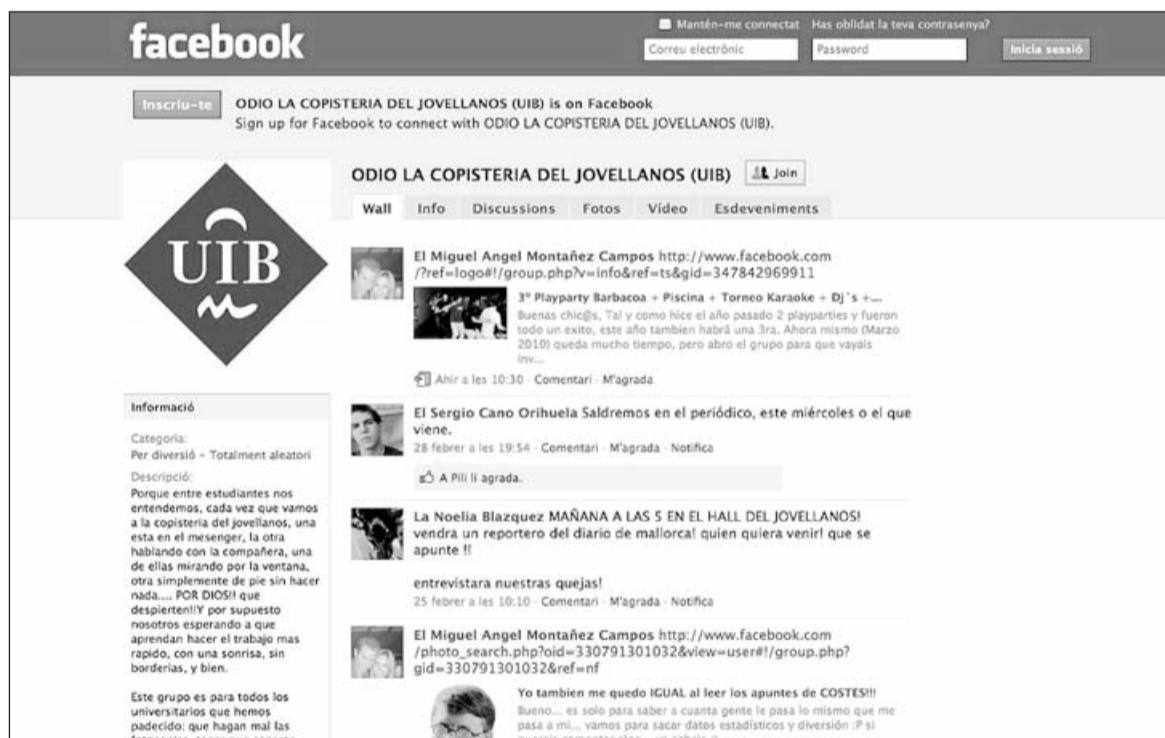 facebook
Mantén-me connectat
Has oblidat la teva contrasenya?
Correu electrònic
Password
Inicia sessió
Inscriu-te
ODIO LA COPISTERIA DEL JOVELLANOS (UIB) is on Facebook
Sign up for Facebook to connect with ODIO LA COPISTERIA DEL JOVELLANOS (UIB).
UIB
ODIO LA COPISTERIA DEL JOVELLANOS (UIB)
Join
Wall Info Discussions Fotos Vídeo Esdeveniments
El Miguel Angel Montañez Campos http://www.facebook.com
/?ref=logo#!/group.php?v=info&ref=ts&gid=347842969911
3º Playparty Barbacoa + Piscina + Torneo Karaoke + Dj´s +....
Buenas chic@s, Tal y como hice el año pasado 2 playparties y fueron
todo un exito, este año tambien habrá una 3ra. Ahora mismo (Marzo
2010) queda mucho tiempo, pero abro el grupo para que vayais
inv...
Ahir a les 10:30 · Comentari · M'agrada
El Sergio Cano Orihuela Saldremos en el periódico, este miércoles o el que
viene.
28 febrer a les 19:54 · Comentari · M'agrada · Notifica
A Pili li agrada.
La Noelia Blazquez MAÑANA A LAS 5 EN EL HALL DEL JOVELLANOS!
vendra un reportero del diario de mallorca! quien quiera venir! que se
apunte !!
entrevistara nuestras quejas!
25 febrer a les 10:10 · Comentari · M'agrada · Notifica
El Miguel Angel Montañez Campos http://www.facebook.com
/photo_search.php?oid=330791301032&view=user#!/group.php?
gid=330791301032&ref=nf
Yo tambien me quedo IGUAL al leer los apuntes de COSTES!!!
Bueno... es solo para saber a cuanta gente le pasa lo mismo que me
pasa a mi... vamos para sacar datos estadísticos y diversión :P si
Informació
Categoria:
Per diversió - Totalment aleatori
Descripció:
Porque entre estudiantes nos
entendemos, cada vez que vamos
a la copisteria del jovellanos, una
esta en el mesenger, la otra
hablando con la compañera, una
de ellas mirando por la ventana,
otra simplemente de pie sin hacer
nada.... POR DIOS!! que
despierten!!Y por supuesto
nosotros esperando a que
aprendan hacer el trabajo mas
rapido, con una sonrisa, sin
borderias, y bien.
Este grupo es para todos los
universitarios que hemos
padecido: que hagan mal las